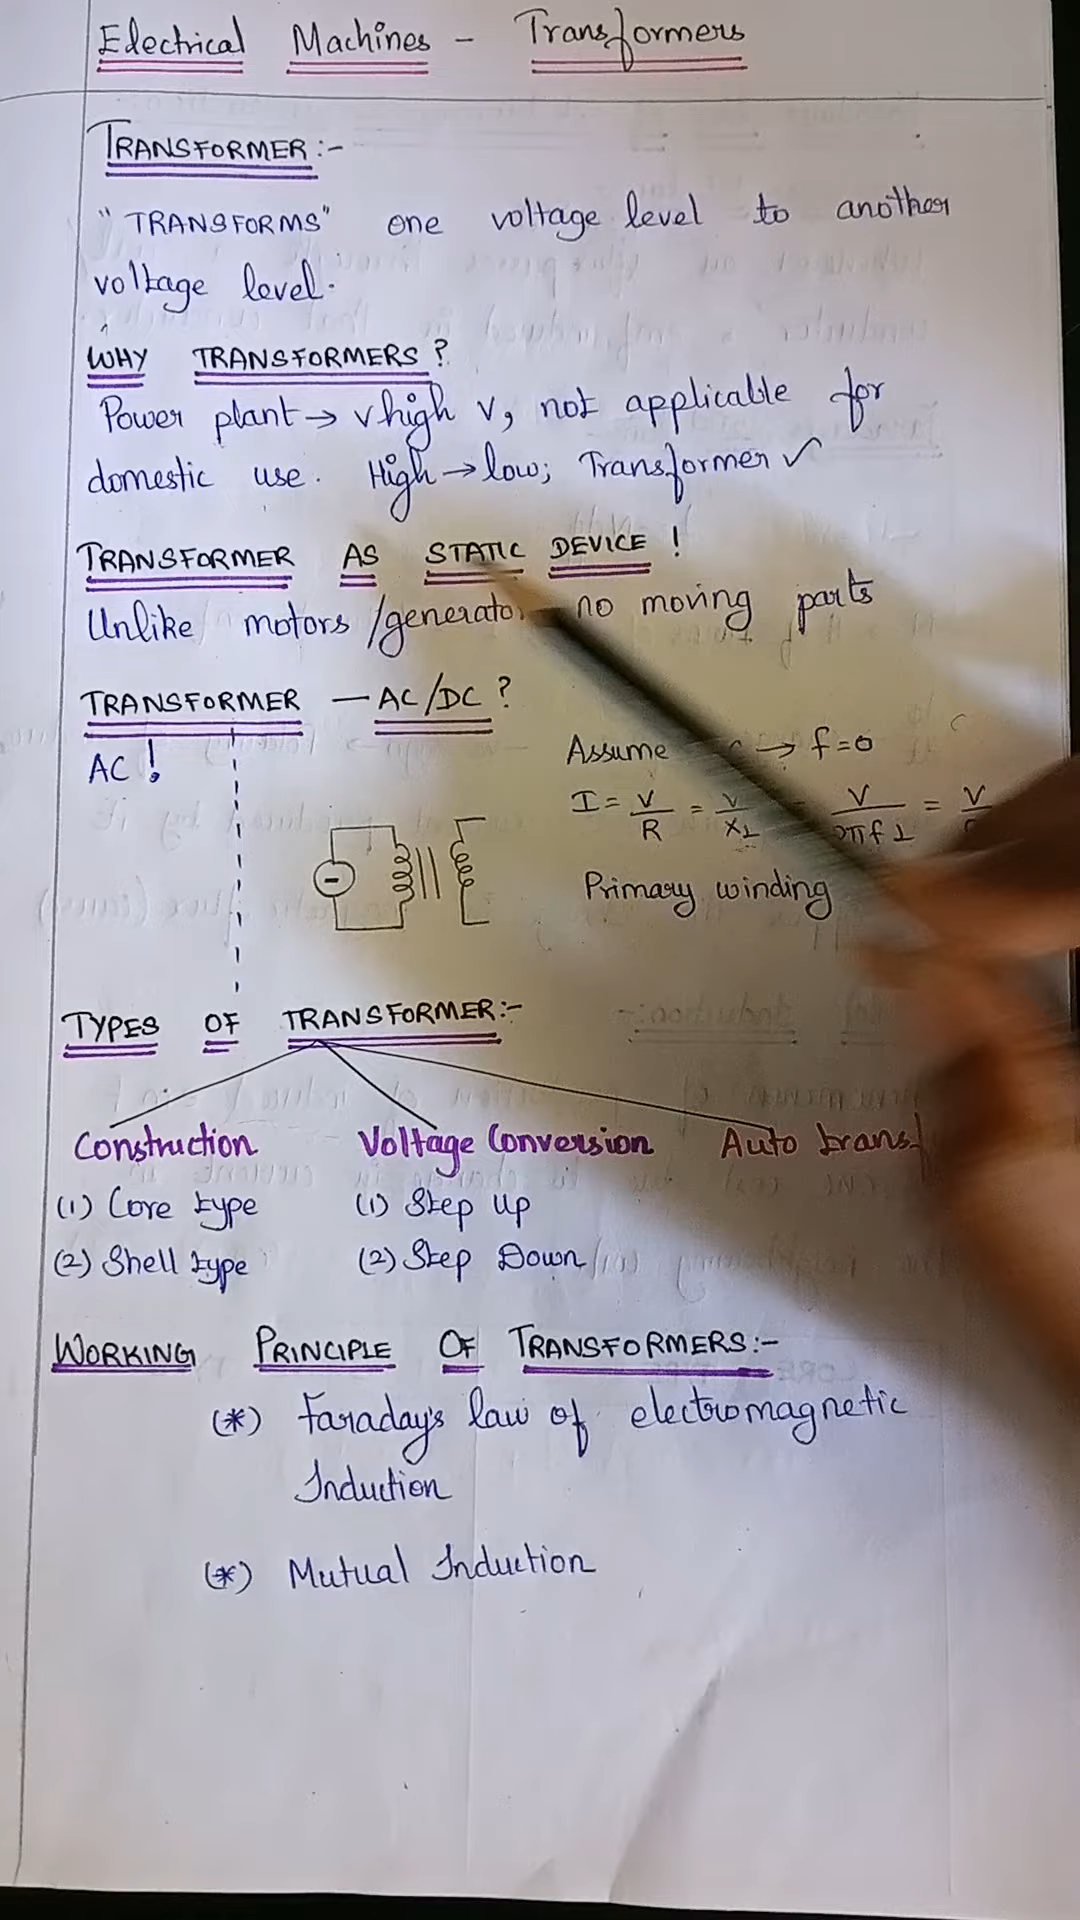 Electrical Machines - Transformers
TRANSFORMER :-
"TRANSFORMS" one voltage level to another
voltage level.
WHY TRANSFORMERS?
Power plant → vhigh v, not applicable for
domestic use. High → low; Transformer ✓
TRANSFORMER AS STATIC DEVICE !
Unlike motors /generator no moving parts
TRANSFORMER — AC/DC ?
AC !
Assume → f=0
I = V/R = V/XL = V/2πfL = V
Primary winding
TYPES OF TRANSFORMER:-
Construction Voltage Conversion Auto transf
(1) Core type (1) Step up
(2) Shell type (2) Step Down
WORKING PRINCIPLE OF TRANSFORMERS:-
(*) Faraday's law of electromagnetic
Induction
(*) Mutual Induction